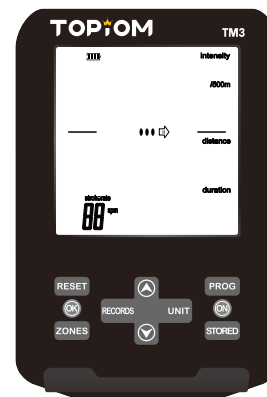 TOPIOM
TM3
intensity
/500m
distance
duration
strokerate
88 spm
RESET
PROG
OK
RECORDS
UNIT
ON
ZONES
STORED